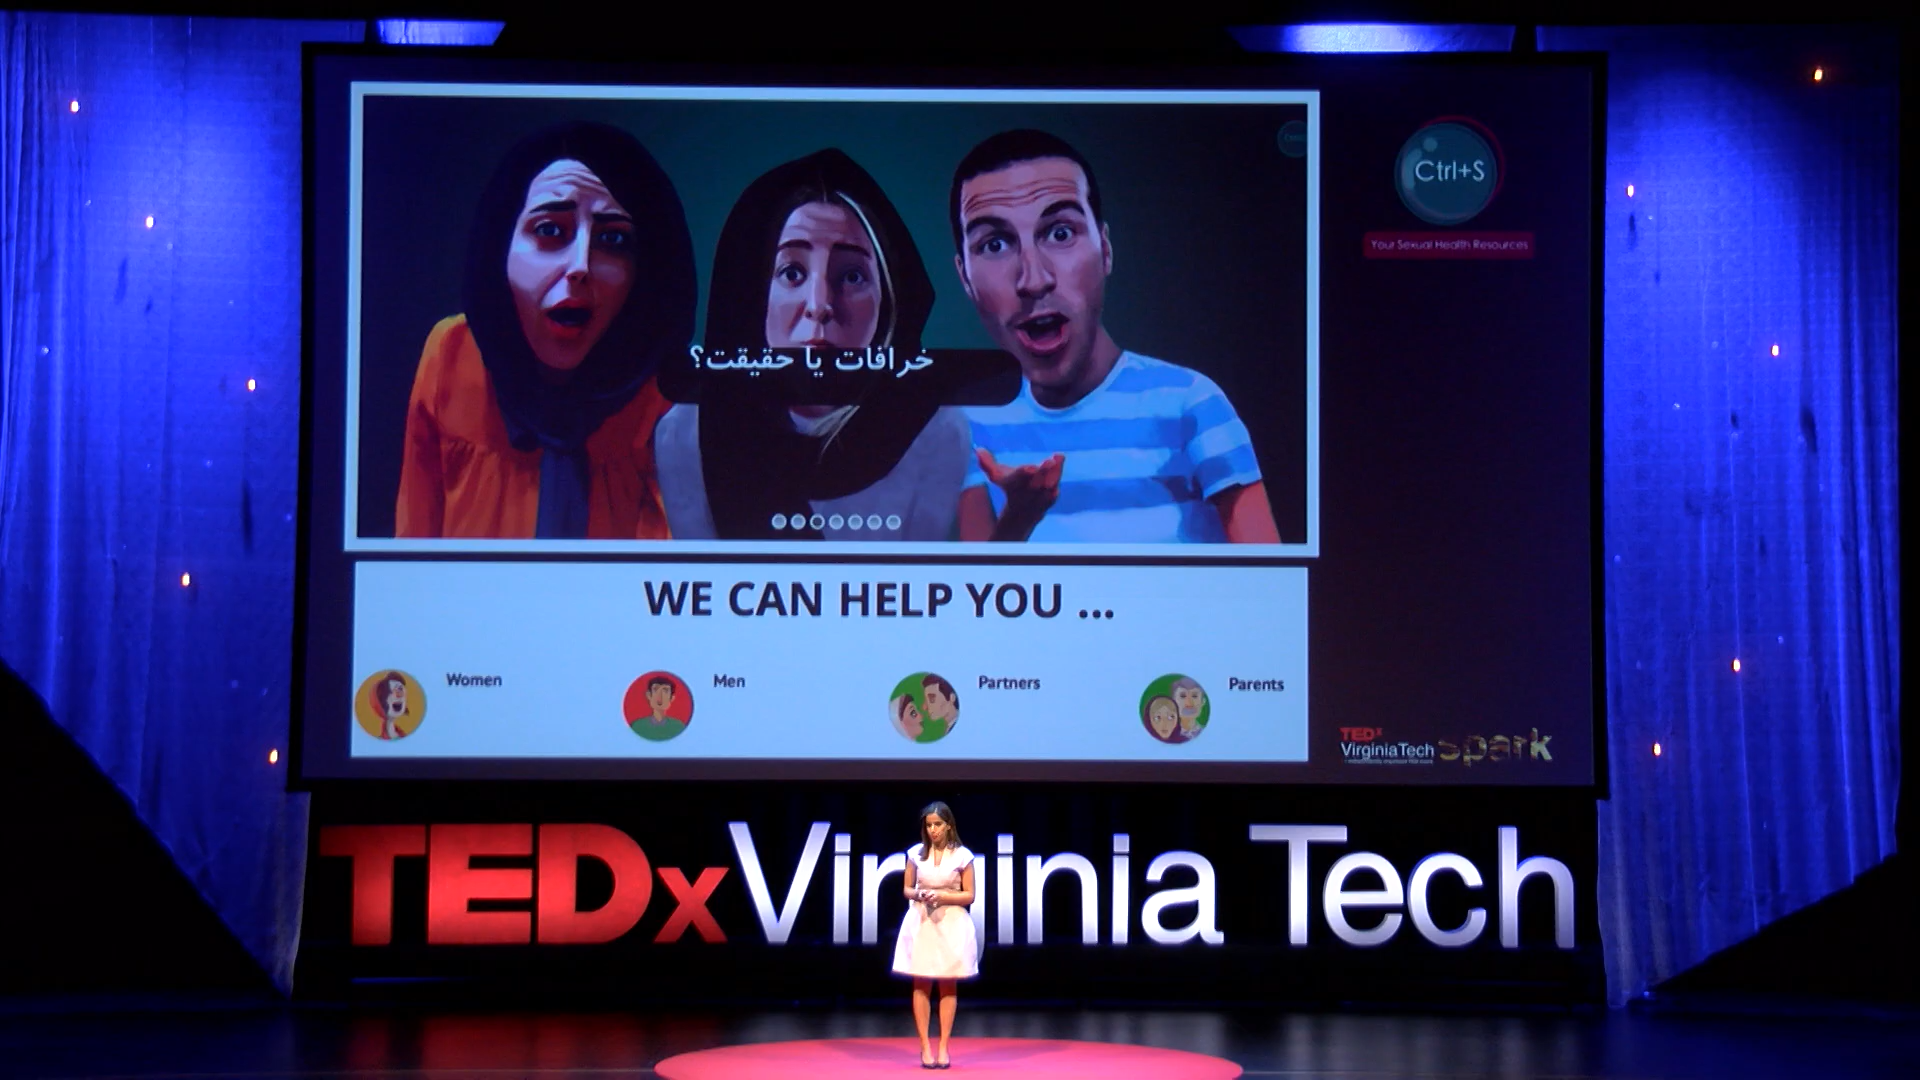 Ctrl+S
Your Sexual Health Resources
خرافات یا حقیقت؟
WE CAN HELP YOU ...
Women
Men
Partners
Parents
TEDx
VirginiaTech
spark
TEDxVirginia Tech